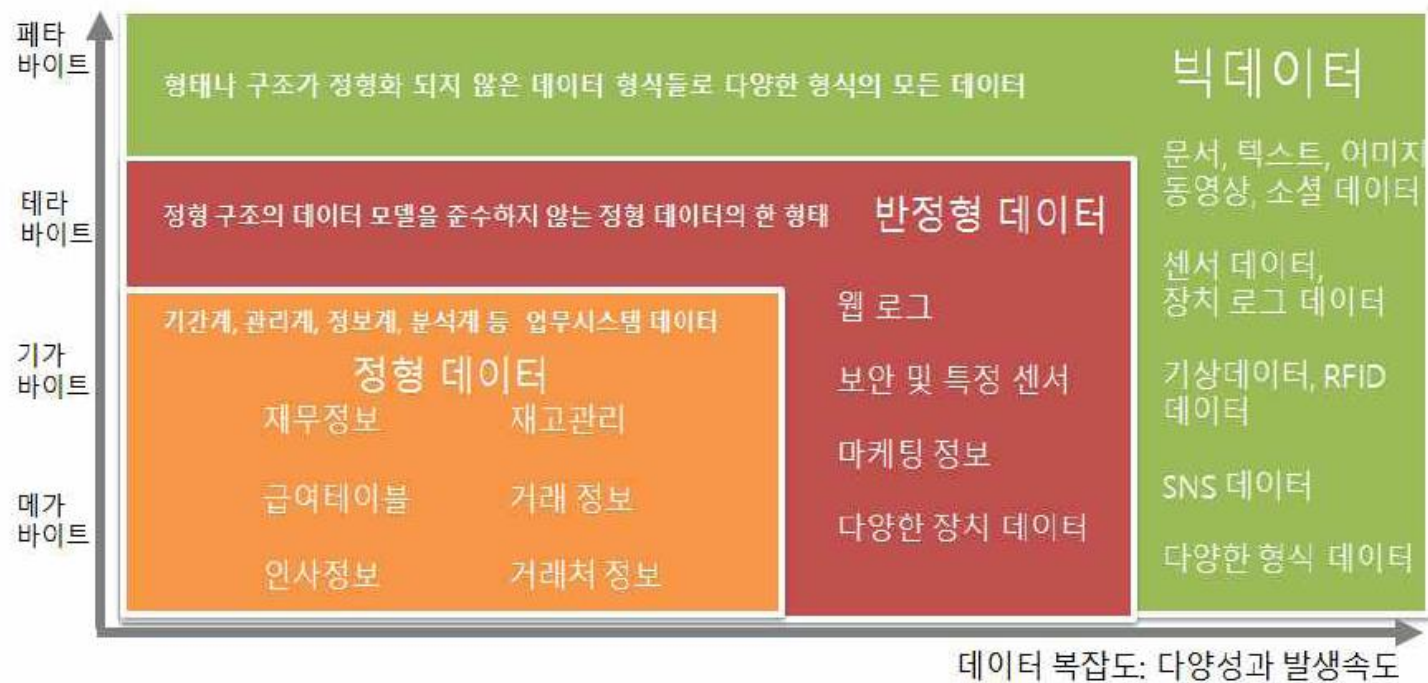 페타
바이트
형태나 구조가 정형화 되지 않은 데이터 형식들로 다양한 형식의 모든 데이터
빅데이터
문서, 텍스트, 이미지
동영상, 소셜 데이터
센서 데이터,
장치 로그 데이터
기상데이터, RFID
데이터
SNS 데이터
다양한 형식 데이터
테라
바이트
정형 구조의 데이터 모델을 준수하지 않는 정형 데이터의 한 형태
반정형 데이터
웹 로그
보안 및 특정 센서
마케팅 정보
다양한 장치 데이터
기가
바이트
기간계, 관리계, 정보계, 분석계 등 업무시스템 데이터
정형 데이터
재무정보 재고관리
급여테이블 거래 정보
인사정보 거래처 정보
메가
바이트
데이터 복잡도: 다양성과 발생속도